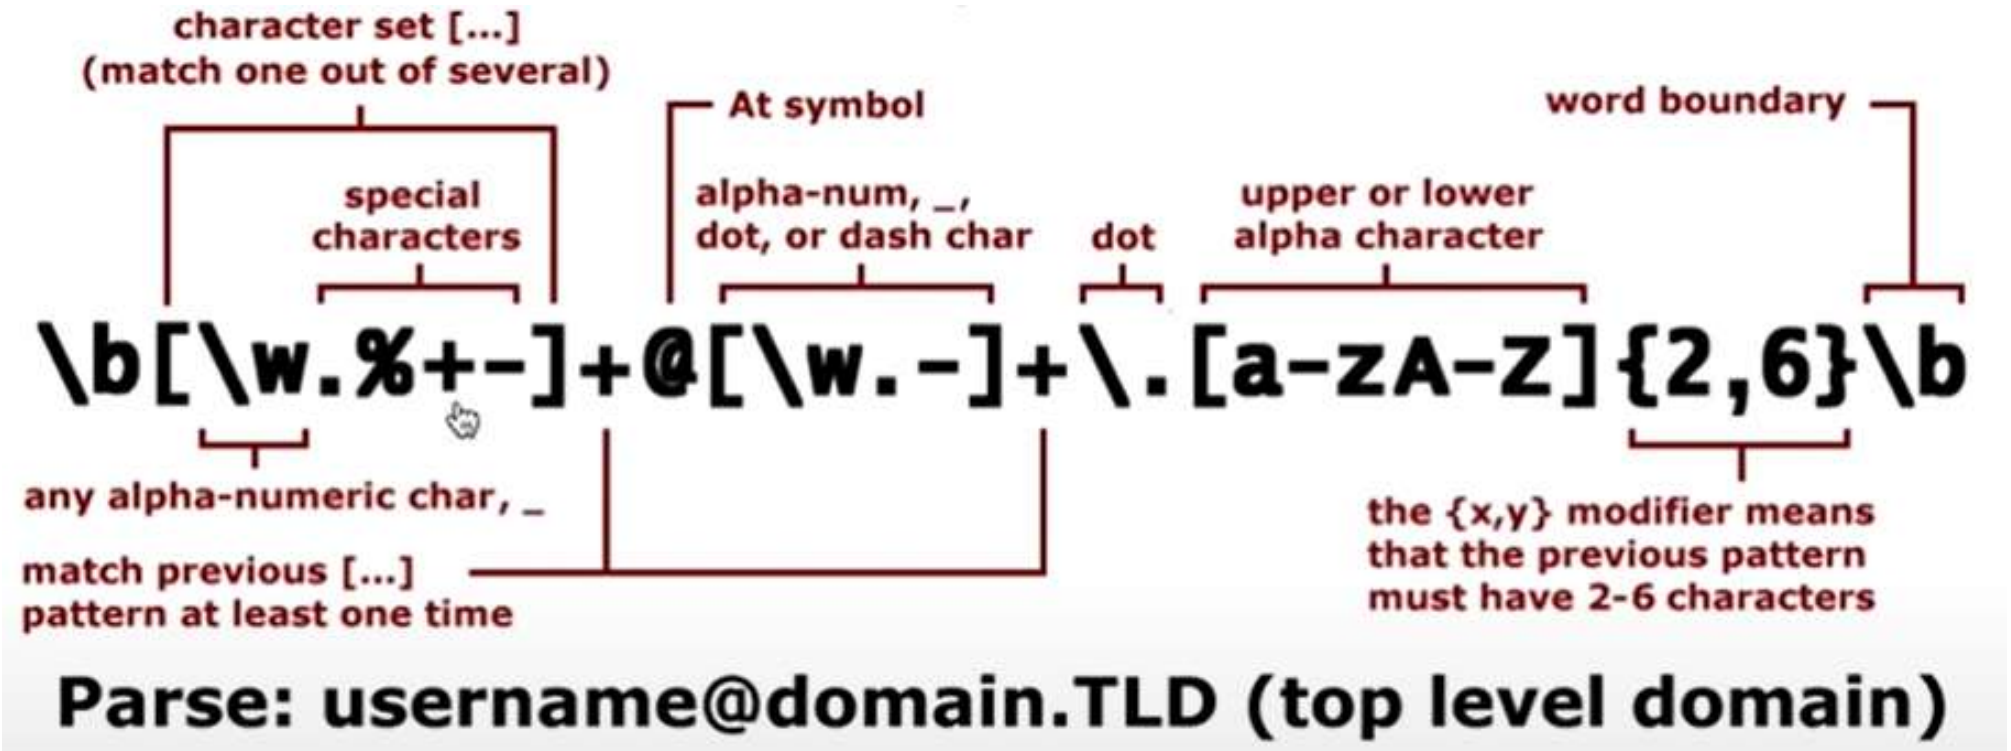 character set [...]
(match one out of several)
At symbol
word boundary
special
characters
alpha-num, _,
dot, or dash char
dot
upper or lower
alpha character
\b[\w.%+-]+@[\w.-]+\.[a-zA-Z]{2,6}\b
any alpha-numeric char, _
match previous [...]
pattern at least one time
the {x,y} modifier means
that the previous pattern
must have 2-6 characters
Parse: username@domain.TLD (top level domain)